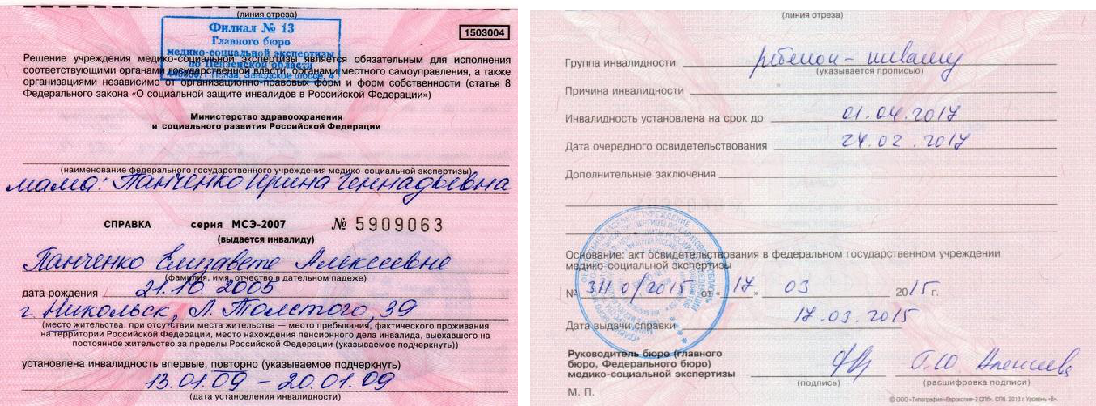 (линия отреза)
Филиал № 13
Главного бюро
медико-социальной экспертизы
по Пензенской области
1503004
Решение учреждения медико-социальной экспертизы является обязательным для исполнения
соответствующими органами государственной власти, органами местного самоуправления, а также
организациями независимо от организационно-правовых форм и форм собственности (статья 8
Федерального закона «О социальной защите инвалидов в Российской Федерации»)
Министерство здравоохранения
и социального развития Российской Федерации
(наименование федерального государственного учреждения медико-социальной экспертизы)
мама: Танченко Ирина Геннадьевна
СПРАВКА серия МСЭ-2007 № 5909063
(выдается инвалиду)
Танченко Елизавете Алексеевне
(фамилия, имя, отчество в дательном падеже)
дата рождения 21.10 2005
г. Никольск, Л. Толстого, 39
(место жительства, при отсутствии места жительства — место пребывания, фактического проживания
на территории Российской Федерации, место нахождения пенсионного дела инвалида, выехавшего на
постоянное жительство за пределы Российской Федерации (указываемое подчеркнуть))
установлена инвалидность впервые, повторно (указываемое подчеркнуть)
13.01.09 – 20.01.09
(дата установления инвалидности)
(линия отреза)
Группа инвалидности ребенок - инвалид
(указывается прописью)
Причина инвалидности
Инвалидность установлена на срок до 01.04.2017
Дата очередного освидетельствования 24.02.2017
Дополнительные заключения
Основание: акт освидетельствования в федеральном государственном учреждении
медико-социальной экспертизы
№ 311.0/2015 от « 17 » 03 2015 г.
Дата выдачи справки 17.03.2015
Руководитель бюро (главного
бюро, Федерального бюро)
медико-социальной экспертизы
(подпись) (расшифровка подписи)
М. П.